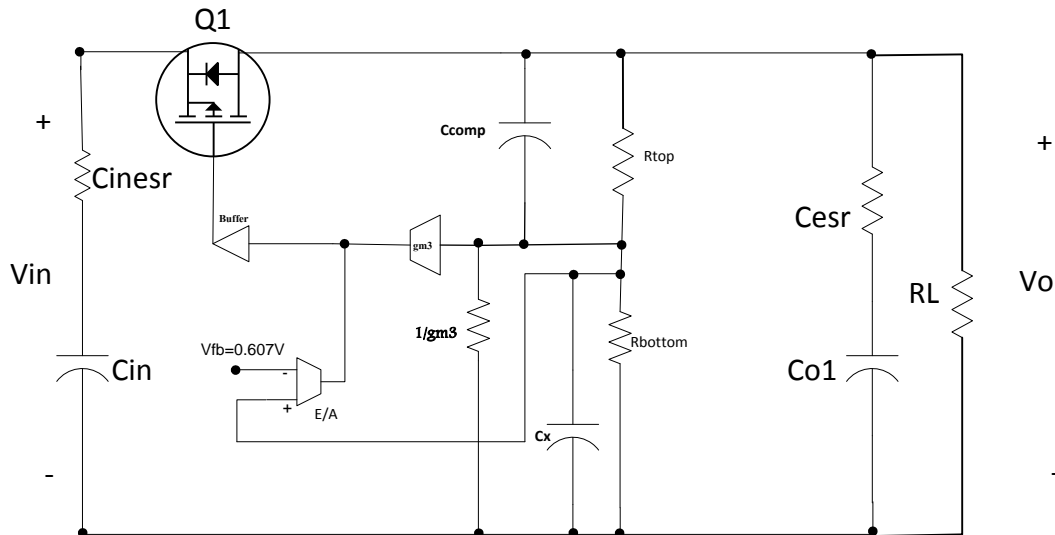 Q1
+
Cinesr
Vin
Cin
-
Buffer
gm3
Ccomp
Rtop
1/gm3
Vfb=0.607V
-
+
E/A
Cx
Rbottom
Cesr
Co1
RL
+
Vo
-